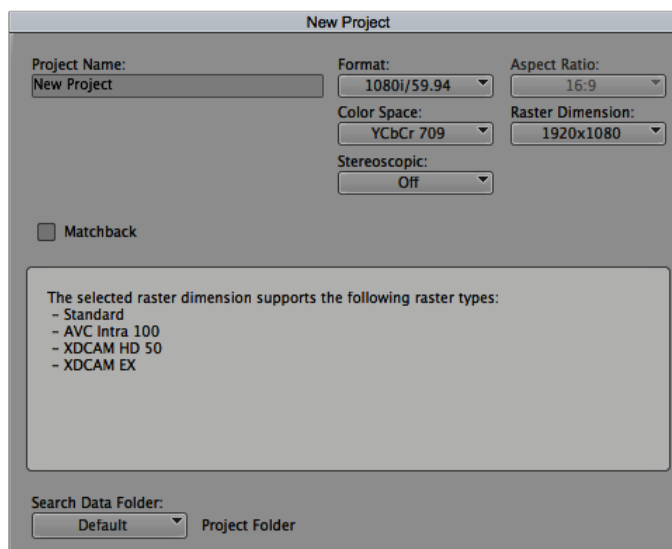 New Project
Project Name:
New Project
Format:
1080i/59.94
Aspect Ratio:
16:9
Color Space:
YCbCr 709
Raster Dimension:
1920x1080
Stereoscopic:
Off
Matchback
The selected raster dimension supports the following raster types:
- Standard
- AVC Intra 100
- XDCAM HD 50
- XDCAM EX
Search Data Folder:
Default
Project Folder